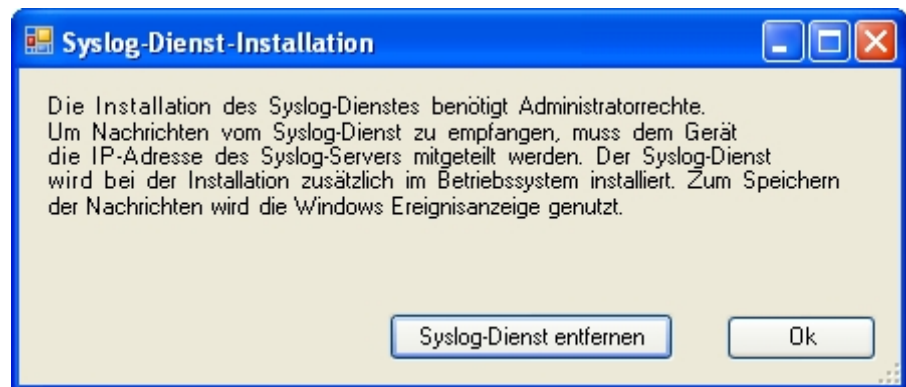 Syslog-Dienst-Installation
Die Installation des Syslog-Dienstes benötigt Administratorrechte.
Um Nachrichten vom Syslog-Dienst zu empfangen, muss dem Gerät
die IP-Adresse des Syslog-Servers mitgeteilt werden. Der Syslog-Dienst
wird bei der Installation zusätzlich im Betriebssystem installiert. Zum Speichern
der Nachrichten wird die Windows Ereignisanzeige genutzt.
Syslog-Dienst entfernen
Ok